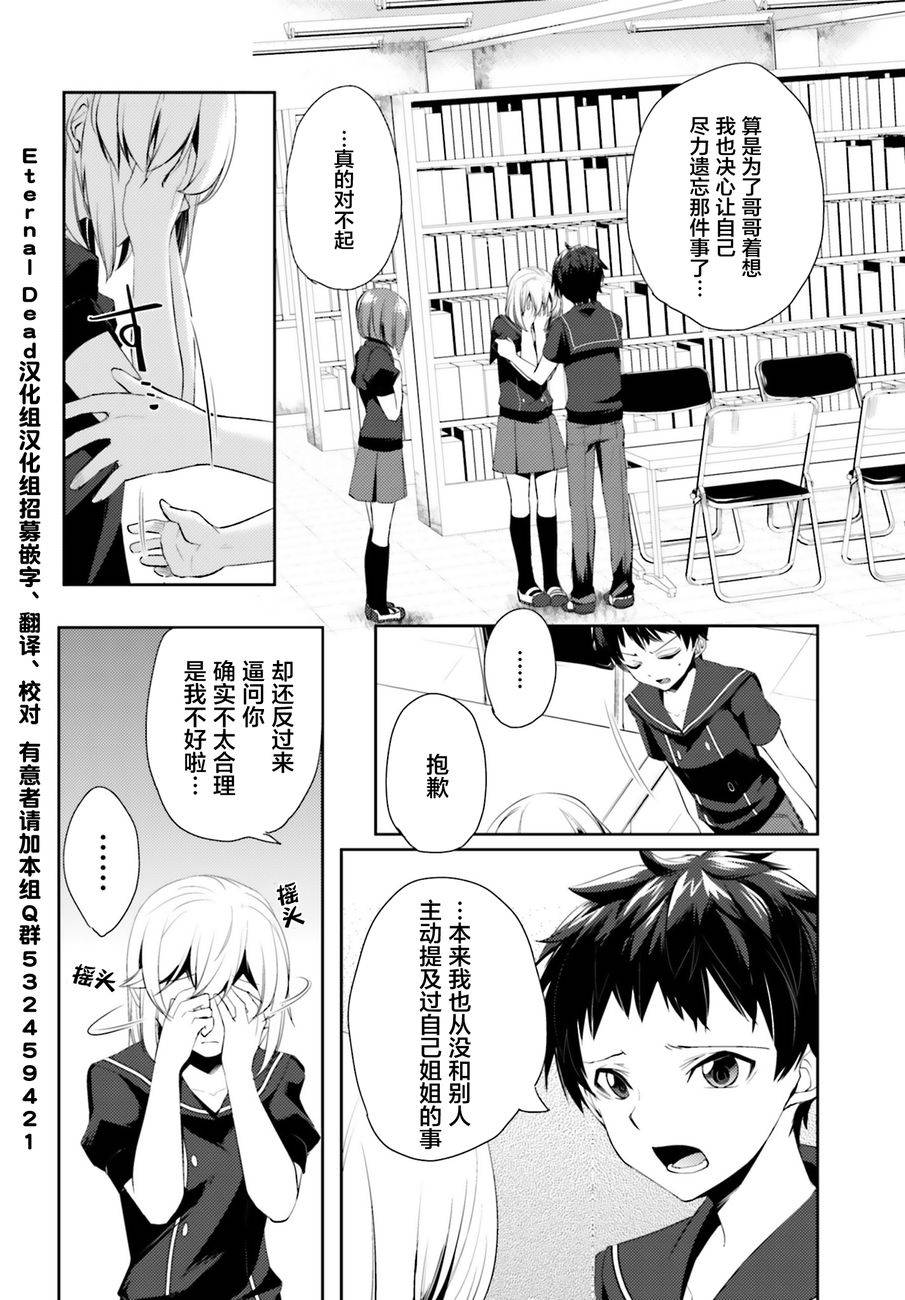 算是为了哥哥着想
我也决心让自己
尽力遗忘那件事了…
…真的对不起
す
……
抱歉
…本来我也从没和别人
主动提及过自己姐姐的事
却还反过来
逼问你
确实不太合理
是我不好啦…
……
摇头
摇头
Eternal Dead汉化组汉化组招募嵌字、翻译、校对 有意者请加本组Q群532459421